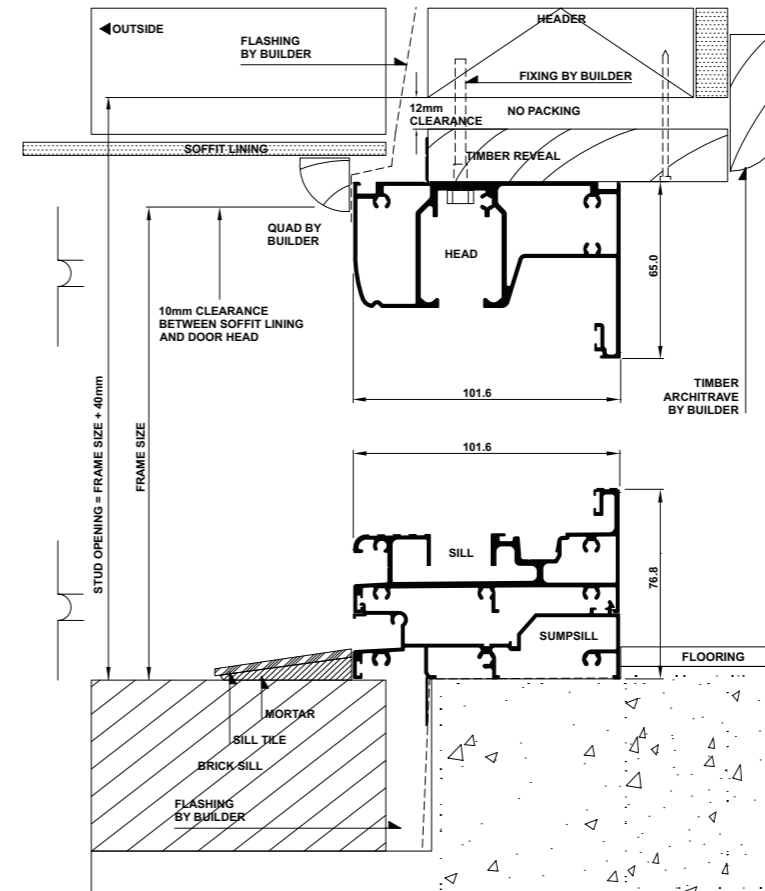 OUTSIDE
HEADER
FLASHING
BY BUILDER
FIXING BY BUILDER
12mm
CLEARANCE
NO PACKING
SOFFIT LINING
TIMBER REVEAL
QUAD BY
BUILDER
HEAD
65.0
10mm CLEARANCE
BETWEEN SOFFIT LINING
AND DOOR HEAD
TIMBER
ARCHITRAVE
BY BUILDER
101.6
101.6
STUD OPENING = FRAME SIZE + 40mm
FRAME SIZE
SILL
76.8
SUMPSILL
FLOORING
MORTAR
SILL TILE
BRICK SILL
FLASHING
BY BUILDER